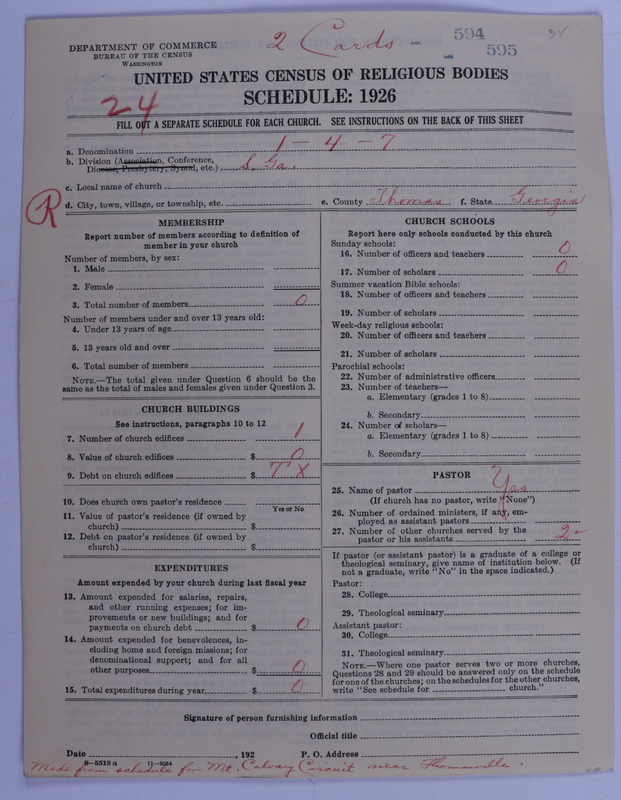 2 Cards
594
595
34
DEPARTMENT OF COMMERCE
BUREAU OF THE CENSUS
WASHINGTON
UNITED STATES CENSUS OF RELIGIOUS BODIES
SCHEDULE: 1926
24
FILL OUT A SEPARATE SCHEDULE FOR EACH CHURCH. SEE INSTRUCTIONS ON THE BACK OF THIS SHEET
a. Denomination 1-4-7
b. Division (Association, Conference,
Diocese, Presbytery, Synod, etc.) S. Ga.
c. Local name of church
R
d. City, town, village, or township, etc. e. County Thomas f. State Georgia
MEMBERSHIP
Report number of members according to definition of
member in your church
Number of members, by sex:
1. Male
2. Female
3. Total number of members 0
Number of members under and over 13 years old:
4. Under 13 years of age
5. 13 years old and over
6. Total number of members
NOTE.—The total given under Question 6 should be the
same as the total of males and females given under Question 3.
CHURCH BUILDINGS
See instructions, paragraphs 10 to 12
7. Number of church edifices 1
8. Value of church edifices $ 0
9. Debt on church edifices $ TX
10. Does church own pastor's residence
Yes or No
11. Value of pastor's residence (if owned by
church) $
12. Debt on pastor's residence (if owned by
church) $
EXPENDITURES
Amount expended by your church during last fiscal year
13. Amount expended for salaries, repairs,
and other running expenses; for im-
provements or new buildings; and for
payments on church debt $ 0
14. Amount expended for benevolences, in-
cluding home and foreign missions; for
denominational support; and for all
other purposes $ 0
15. Total expenditures during year $ 0
CHURCH SCHOOLS
Report here only schools conducted by this church
Sunday schools:
16. Number of officers and teachers 0
17. Number of scholars 0
Summer vacation Bible schools:
18. Number of officers and teachers
19. Number of scholars
Week-day religious schools:
20. Number of officers and teachers
21. Number of scholars
Parochial schools:
22. Number of administrative officers
23. Number of teachers—
a. Elementary (grades 1 to 8)
b. Secondary
24. Number of scholars—
a. Elementary (grades 1 to 8)
b. Secondary
PASTOR
25. Name of pastor Yes
(If church has no pastor, write "None")
26. Number of ordained ministers, if any, em-
ployed as assistant pastors
27. Number of other churches served by the
pastor or his assistants 2
If pastor (or assistant pastor) is a graduate of a college or
theological seminary, give name of institution below. (If
not a graduate, write "No" in the space indicated.)
Pastor:
28. College
29. Theological seminary
Assistant pastor:
30. College
31. Theological seminary
NOTE.—Where one pastor serves two or more churches,
Questions 28 and 29 should be answered only on the schedule
for one of the churches; on the schedules for the other churches,
write "See schedule for church."
Signature of person furnishing information
Official title
Date , 192 P. O. Address
8-5519 a
Made from schedule for Mt. Calvary Circuit near Thomasville.